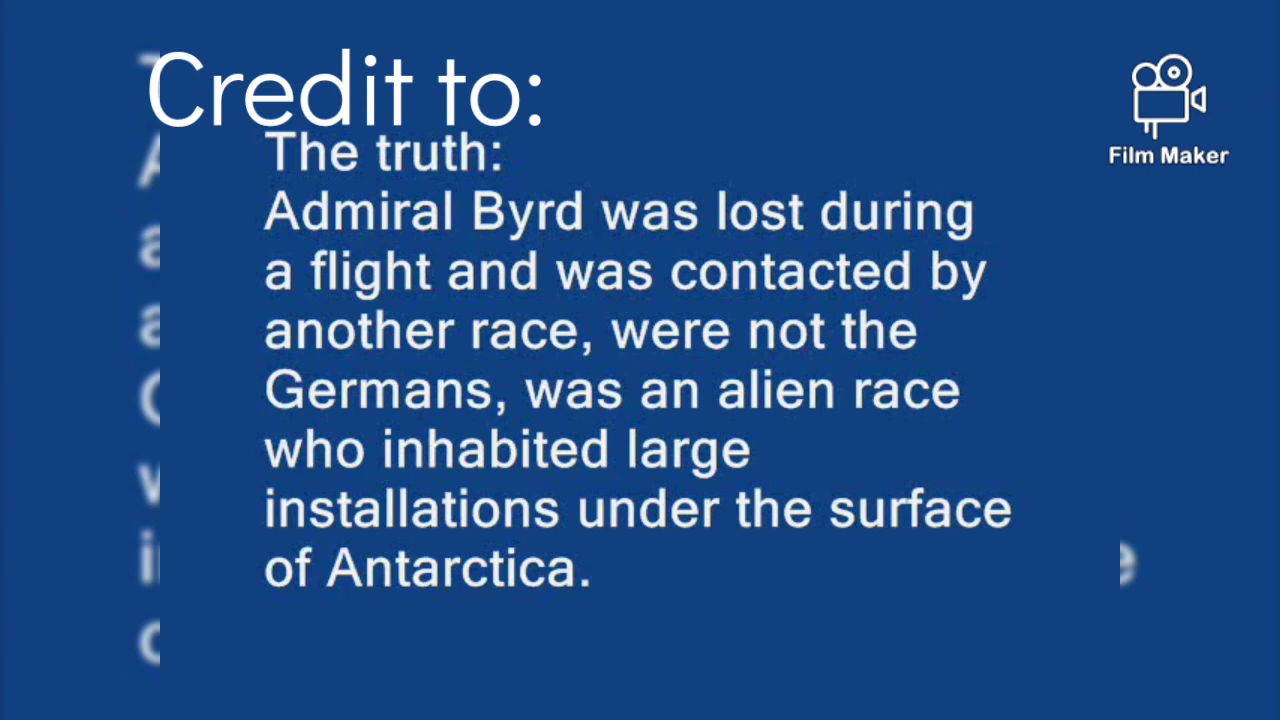 Credit to:
Film Maker
The truth:
Admiral Byrd was lost during
a flight and was contacted by
another race, were not the
Germans, was an alien race
who inhabited large
installations under the surface
of Antarctica.